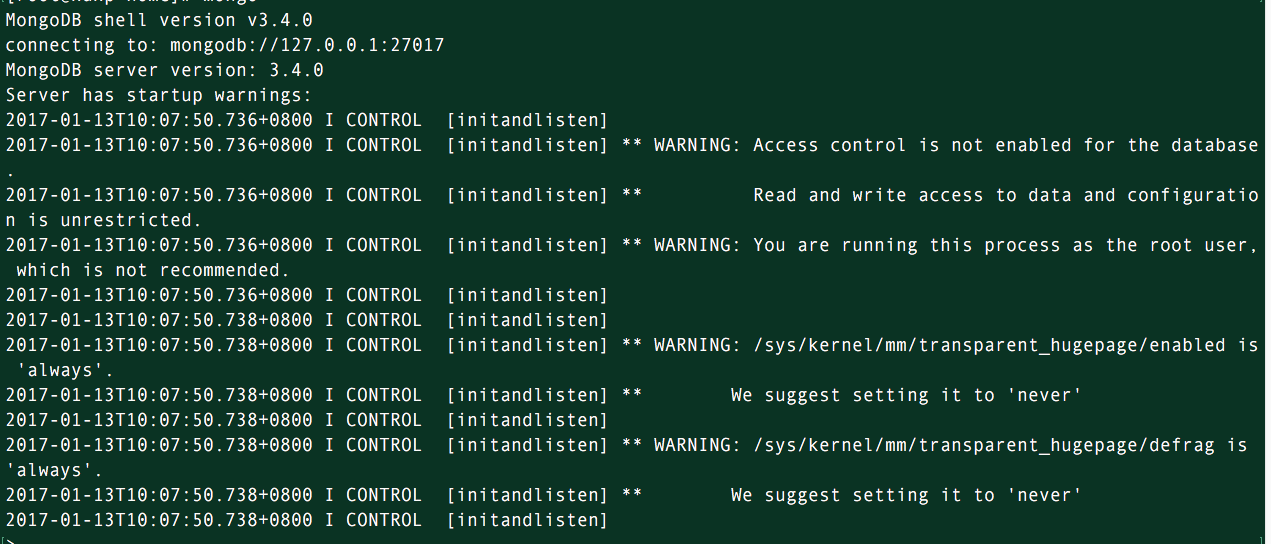 MongoDB shell version v3.4.0
connecting to: mongodb://127.0.0.1:27017
MongoDB server version: 3.4.0
Server has startup warnings:
2017-01-13T10:07:50.736+0800 I CONTROL  [initandlisten]
2017-01-13T10:07:50.736+0800 I CONTROL  [initandlisten] ** WARNING: Access control is not enabled for the database
.
2017-01-13T10:07:50.736+0800 I CONTROL  [initandlisten] **          Read and write access to data and configuratio
n is unrestricted.
2017-01-13T10:07:50.736+0800 I CONTROL  [initandlisten] ** WARNING: You are running this process as the root user,
 which is not recommended.
2017-01-13T10:07:50.736+0800 I CONTROL  [initandlisten]
2017-01-13T10:07:50.738+0800 I CONTROL  [initandlisten]
2017-01-13T10:07:50.738+0800 I CONTROL  [initandlisten] ** WARNING: /sys/kernel/mm/transparent_hugepage/enabled is
 'always'.
2017-01-13T10:07:50.738+0800 I CONTROL  [initandlisten] **        We suggest setting it to 'never'
2017-01-13T10:07:50.738+0800 I CONTROL  [initandlisten]
2017-01-13T10:07:50.738+0800 I CONTROL  [initandlisten] ** WARNING: /sys/kernel/mm/transparent_hugepage/defrag is
'always'.
2017-01-13T10:07:50.738+0800 I CONTROL  [initandlisten] **        We suggest setting it to 'never'
2017-01-13T10:07:50.738+0800 I CONTROL  [initandlisten]